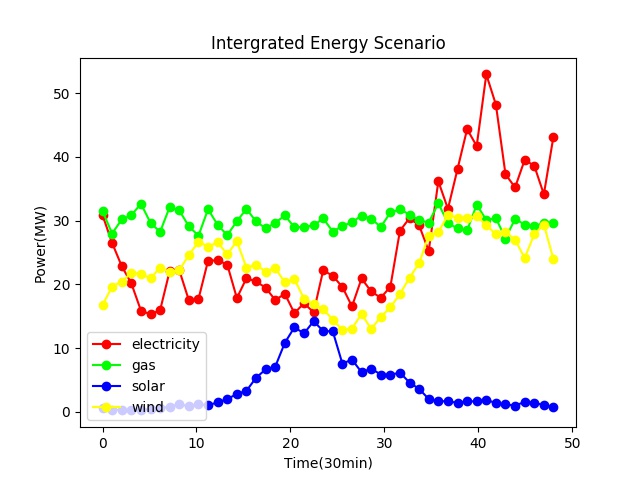 Intergrated Energy Scenario
Power(MW)
50
40
30
20
10
0
electricity
gas
solar
wind
0 10 20 30 40 50
Time(30min)